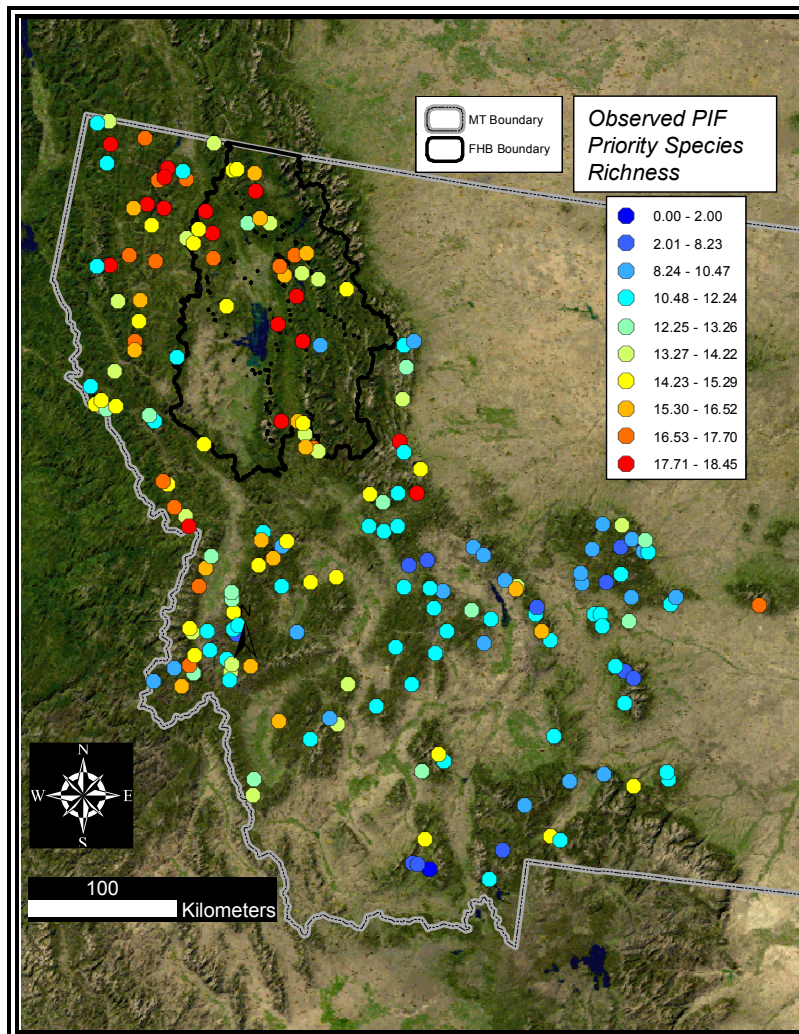 MT Boundary
FHB Boundary
Observed PIF
Priority Species
Richness
0.00 - 2.00
2.01 - 8.23
8.24 - 10.47
10.48 - 12.24
12.25 - 13.26
13.27 - 14.22
14.23 - 15.29
15.30 - 16.52
16.53 - 17.70
17.71 - 18.45
N
N
W E
S
100
Kilometers